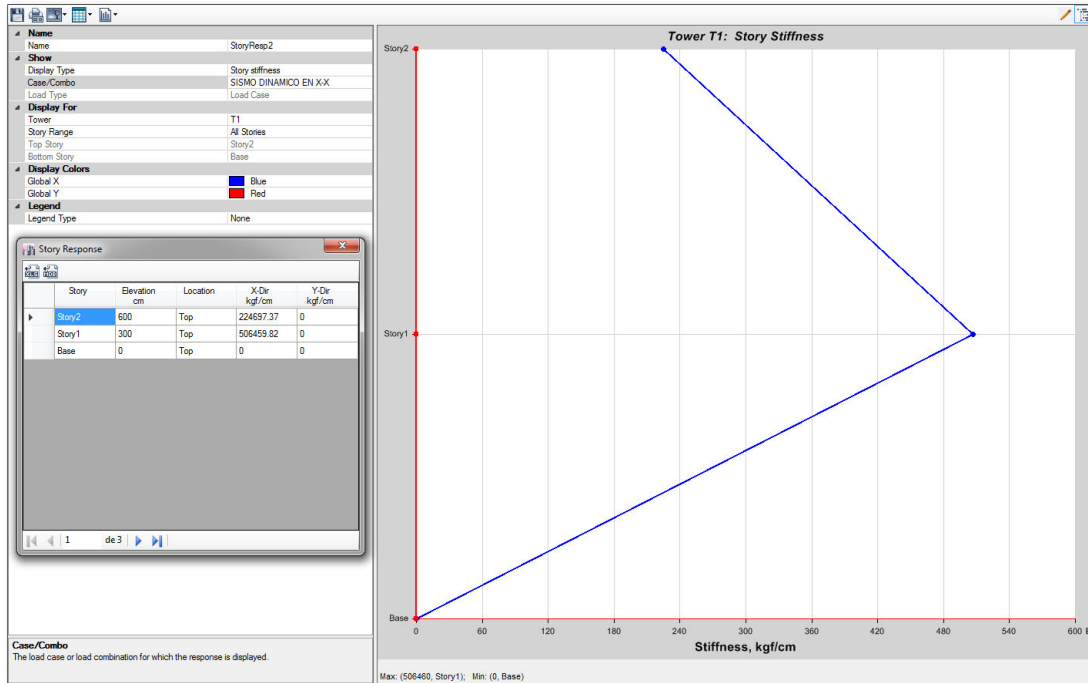 Name
Name StoryResp2
Show
Display Type Story stiffness
Case/Combo SISMO DINAMICO EN X-X
Load Type Load Case
Display For
Tower T1
Story Range All Stories
Top Story Story2
Bottom Story Base
Display Colors
Global X Blue
Global Y Red
Legend
Legend Type None
Story Response
Story Elevation cm Location X-Dir kgf/cm Y-Dir kgf/cm
Story2 600 Top 224697.37 0
Story1 300 Top 506459.82 0
Base 0 Top 0 0
1 de 3
Case/Combo
The load case or load combination for which the response is displayed.
Tower T1: Story Stiffness
Story2
Story1
Base
0 60 120 180 240 300 360 420 480 540 600
Stiffness, kgf/cm
Max: (506460, Story1); Min: (0, Base)